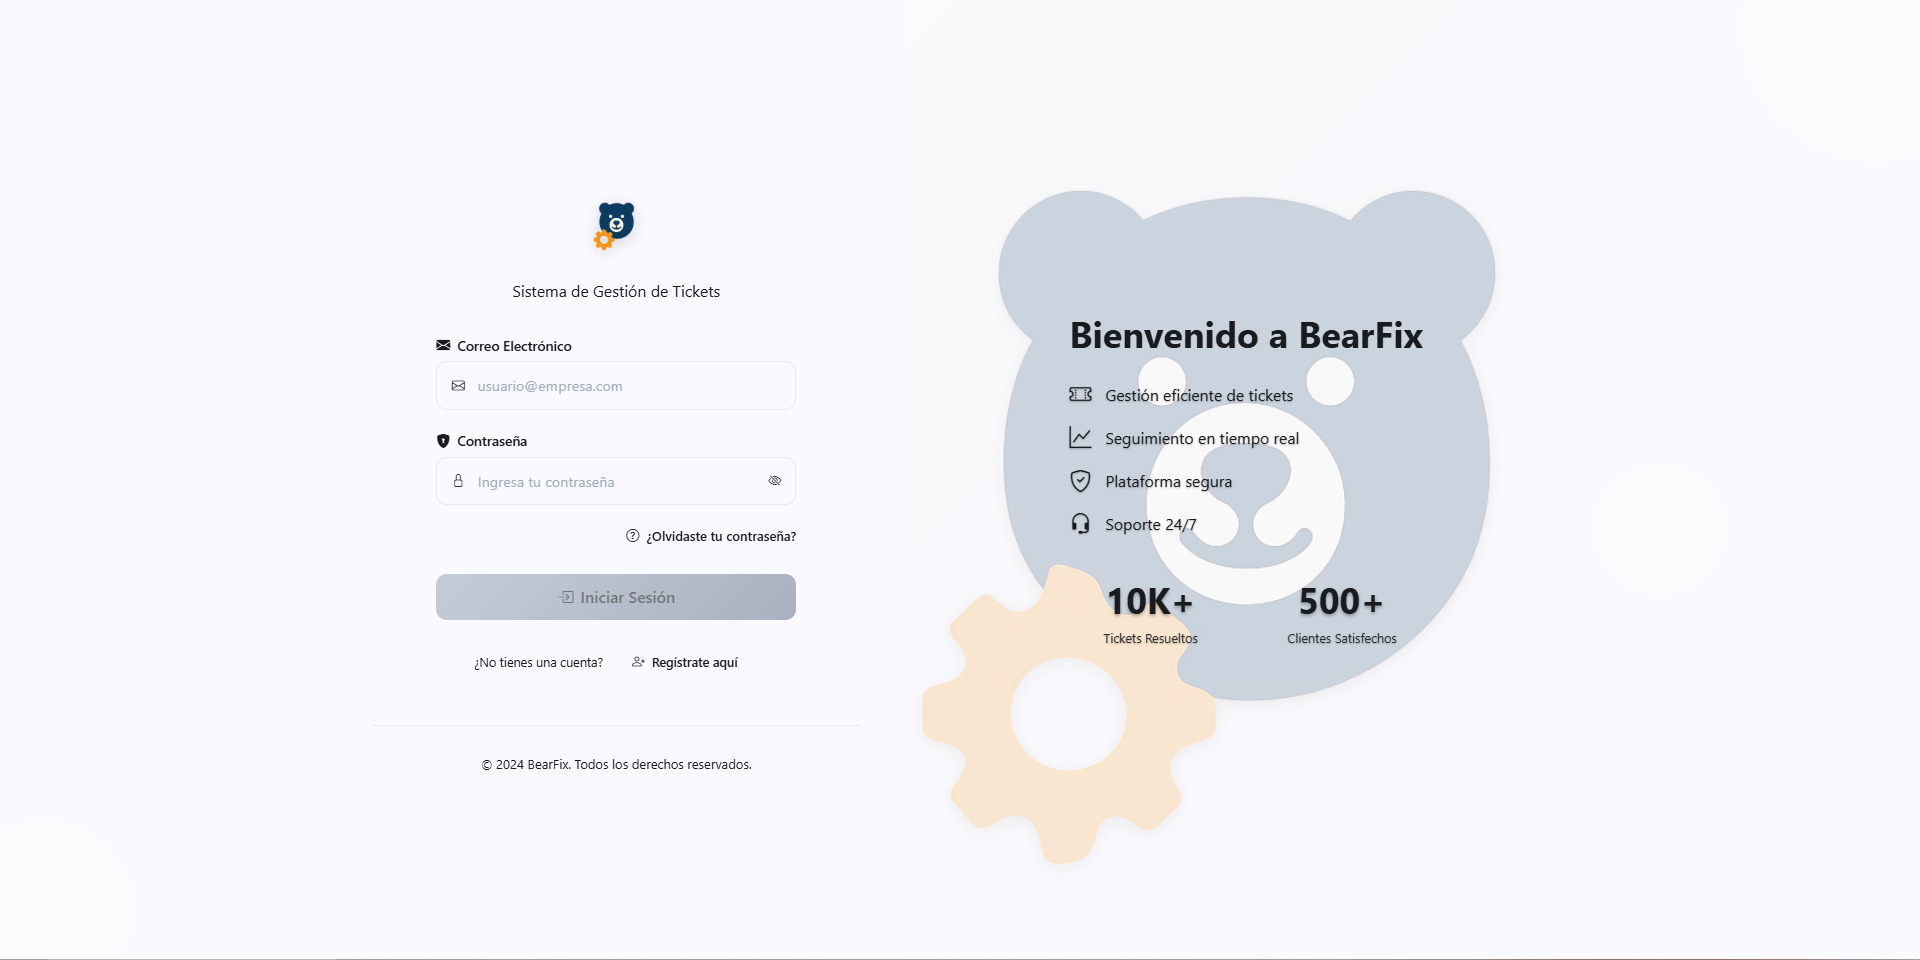 Sistema de Gestión de Tickets
Correo Electrónico
usuario@empresa.com
Contraseña
Ingresa tu contraseña
¿Olvidaste tu contraseña?
Iniciar Sesión
¿No tienes una cuenta? Regístrate aquí
© 2024 BearFix. Todos los derechos reservados.
Bienvenido a BearFix
Gestión eficiente de tickets
Seguimiento en tiempo real
Plataforma segura
Soporte 24/7
10K+
Tickets Resueltos
500+
Clientes Satisfechos